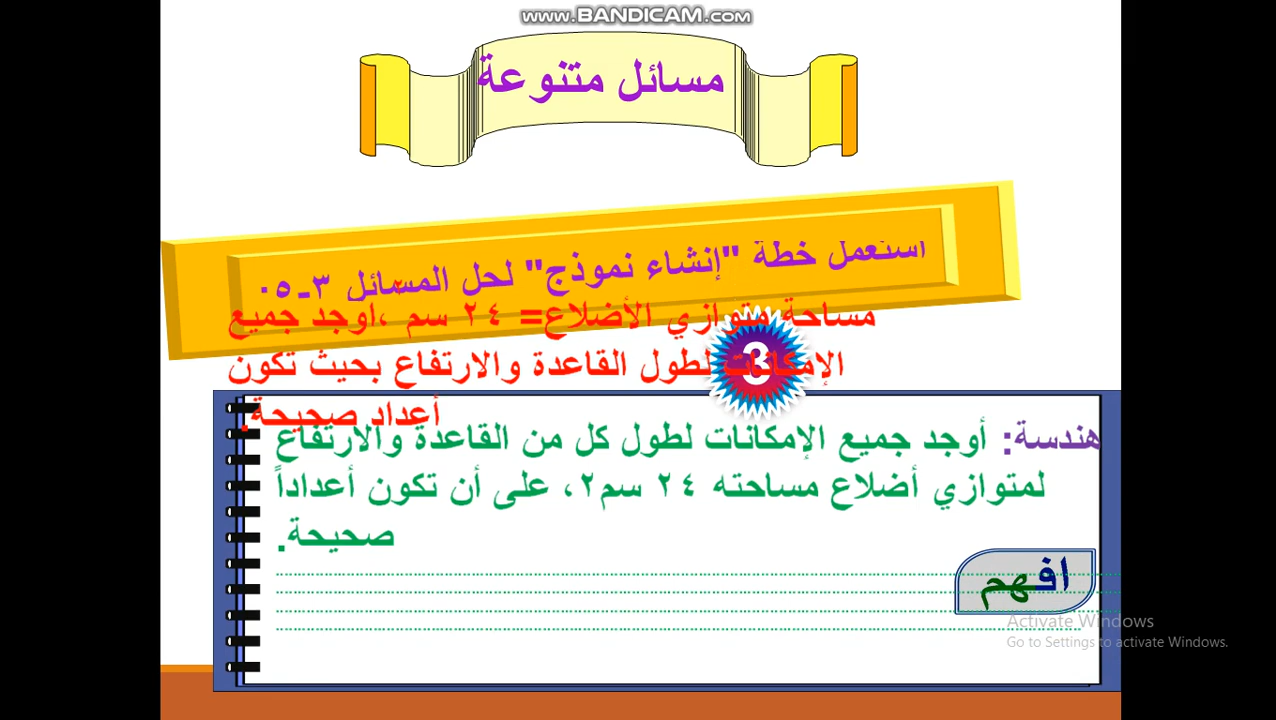 www.BANDICAM.com
مسائل متنوعة
استعمل خطة "إنشاء نموذج" لحل المسائل ٣-٥٠
مساحة متوازي الأضلاع= ٢٤ سم٢ ،اوجد جميع
الإمكانات لطول القاعدة والارتفاع بحيث تكون
أعداد صحيحة.
3
هندسة: أوجد جميع الإمكانات لطول كل من القاعدة والارتفاع
لمتوازي أضلاع مساحته ٢٤ سم٢، على أن تكون أعداداً
صحيحة.
افهم
Activate Windows
Go to Settings to activate Windows.